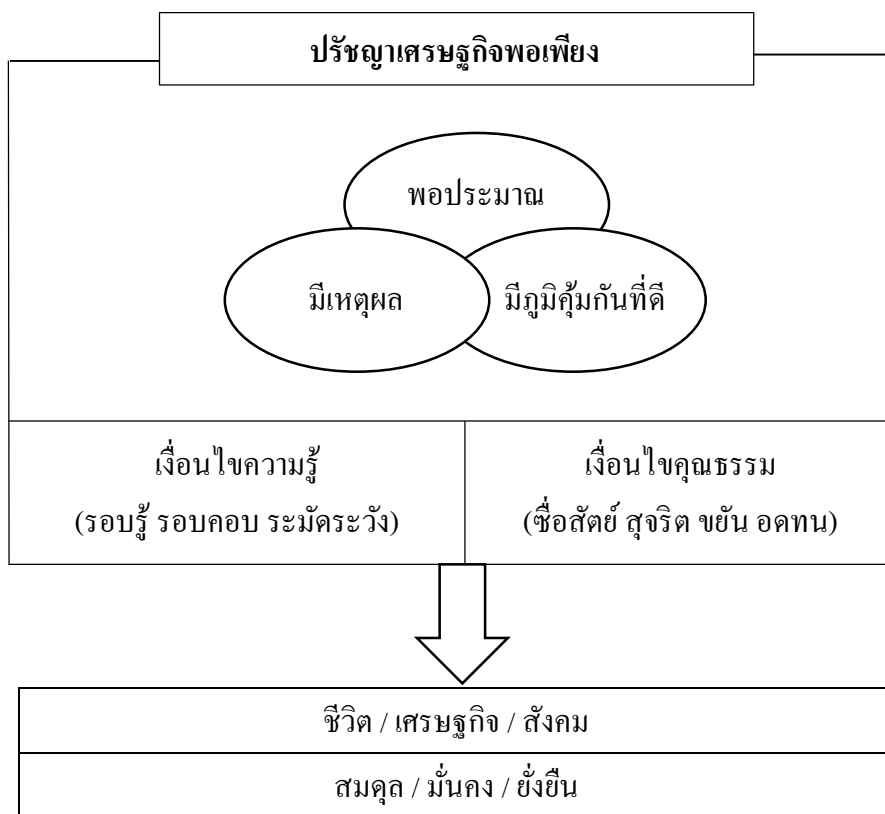 ปรัชญาเศรษฐกิจพอเพียง
พอประมาณ
มีเหตุผล
มีภูมิคุ้มกันที่ดี
เงื่อนไขความรู้
(รอบรู้ รอบคอบ ระมัดระวัง)
เงื่อนไขคุณธรรม
(ซื่อสัตย์ สุจริต ขยัน อดทน)
ชีวิต / เศรษฐกิจ / สังคม
สมดุล / มั่นคง / ยั่งยืน